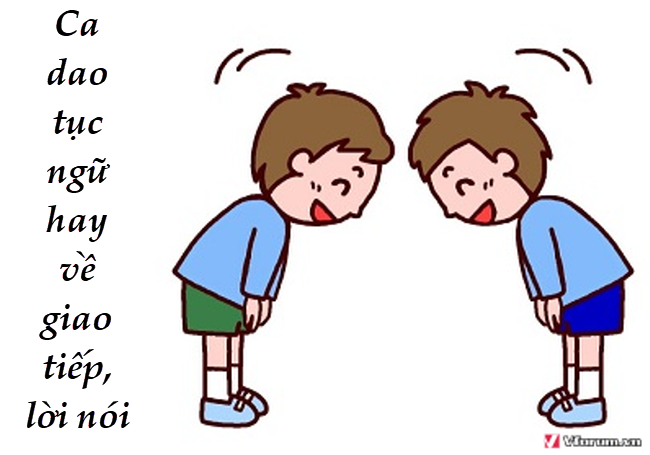 Ca
dao
tục
ngữ
hay
về
giao
tiếp,
lời nói
Vforum.vn